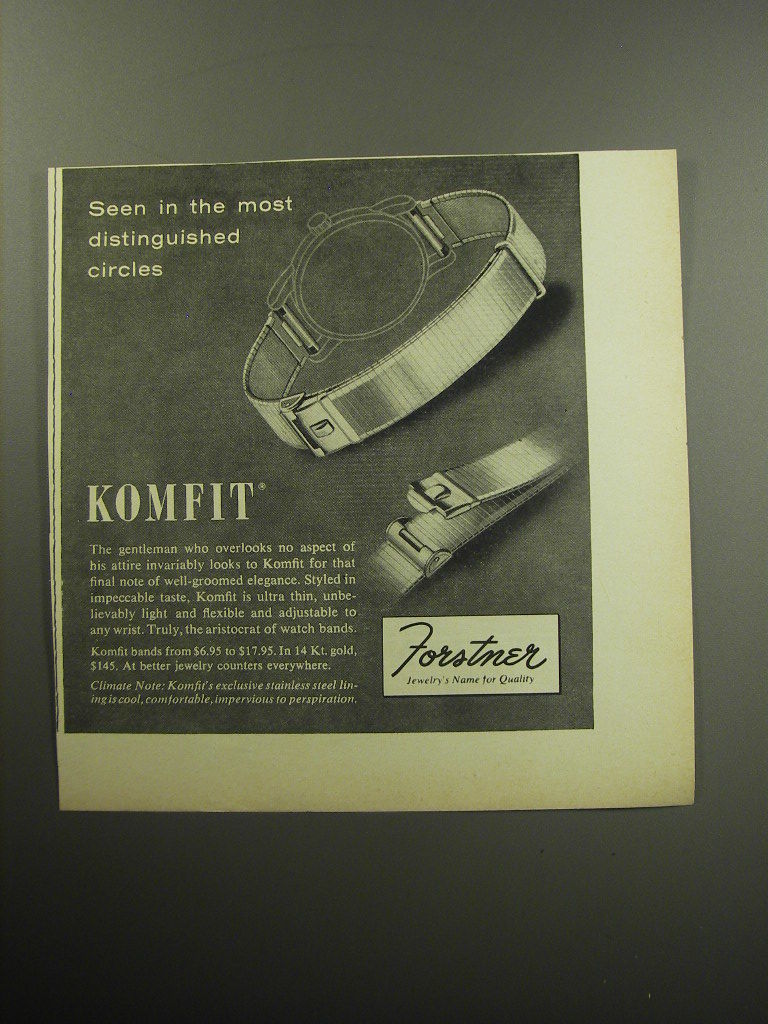 Seen in the most
distinguished
circles
KOMFIT®
The gentleman who overlooks no aspect of
his attire invariably looks to Komfit for that
final note of well-groomed elegance. Styled in
impeccable taste, Komfit is ultra thin, unbe-
lievably light and flexible and adjustable to
any wrist. Truly, the aristocrat of watch bands.
Komfit bands from $6.95 to $17.95. In 14 Kt. gold,
$145. At better jewelry counters everywhere.
Climate Note: Komfit's exclusive stainless steel lin-
ing is cool, comfortable, impervious to perspiration.
Forstner
Jewelry's Name for Quality